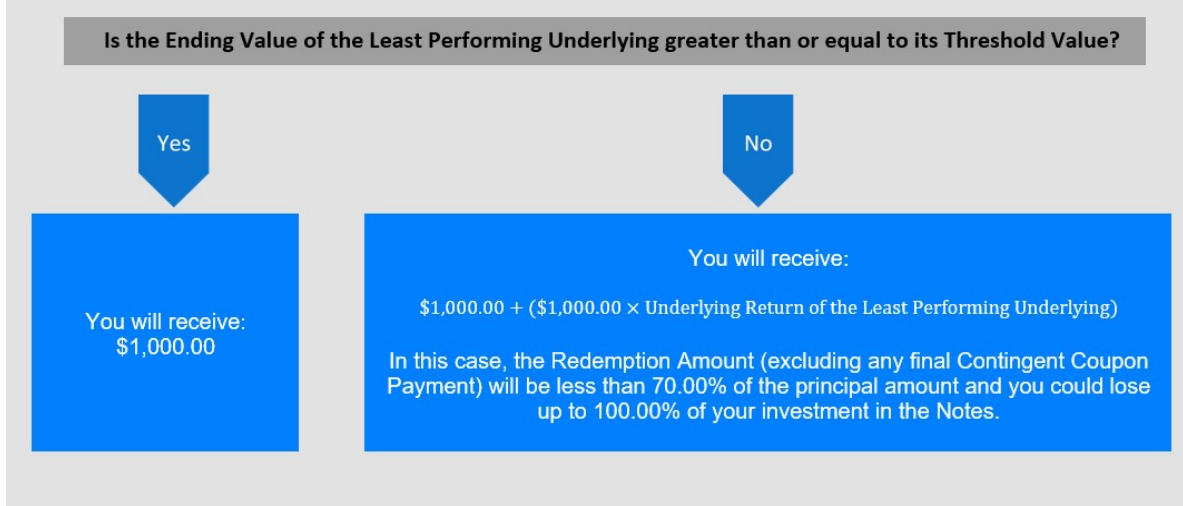 Is the Ending Value of the Least Performing Underlying greater than or equal to its Threshold Value?
Yes
No
You will receive:
$1,000.00
You will receive:
$1,000.00 + ($1,000.00 × Underlying Return of the Least Performing Underlying)
In this case, the Redemption Amount (excluding any final Contingent Coupon
Payment) will be less than 70.00% of the principal amount and you could lose
up to 100.00% of your investment in the Notes.